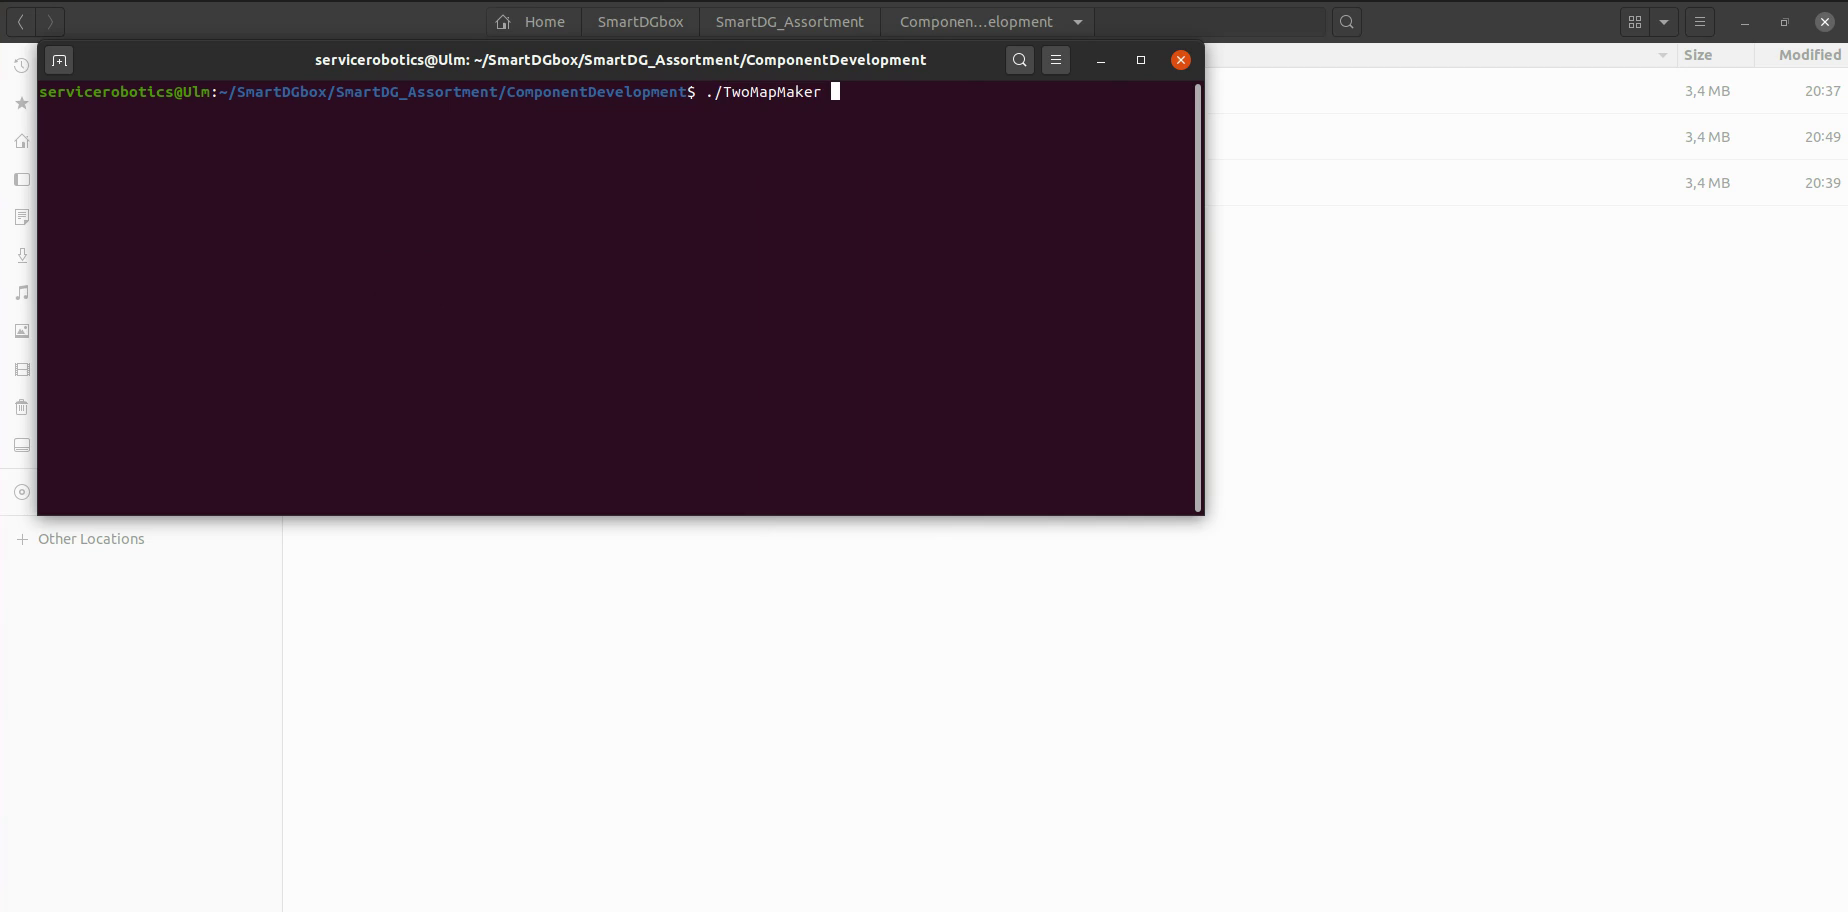 Home SmartDGbox SmartDG_Assortment Componen...elopment
servicerobotics@Ulm: ~/SmartDGbox/SmartDG_Assortment/ComponentDevelopment
Size Modified
servicerobotics@Ulm:~/SmartDGbox/SmartDG_Assortment/ComponentDevelopment$ ./TwoMapMaker
3,4 MB 20:37
3,4 MB 20:49
3,4 MB 20:39
Other Locations